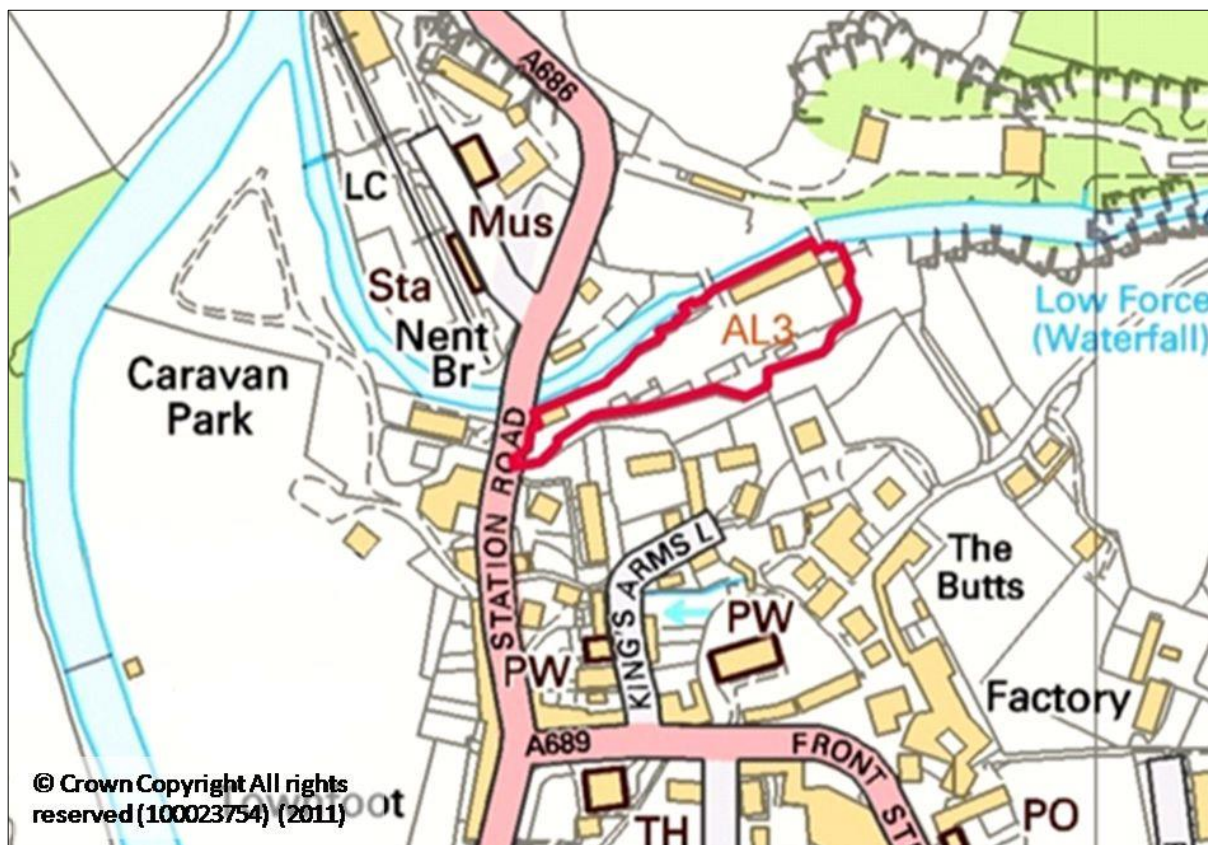 A686
LC
Mus
Sta
Nent
Br
AL3
Low Force
(Waterfall)
Caravan
Park
STATION ROAD
KING'S ARMS L
The
Butts
PW
PW
Factory
A689
FRONT
TH
PO
© Crown Copyright All rights
reserved (100023754) (2011)